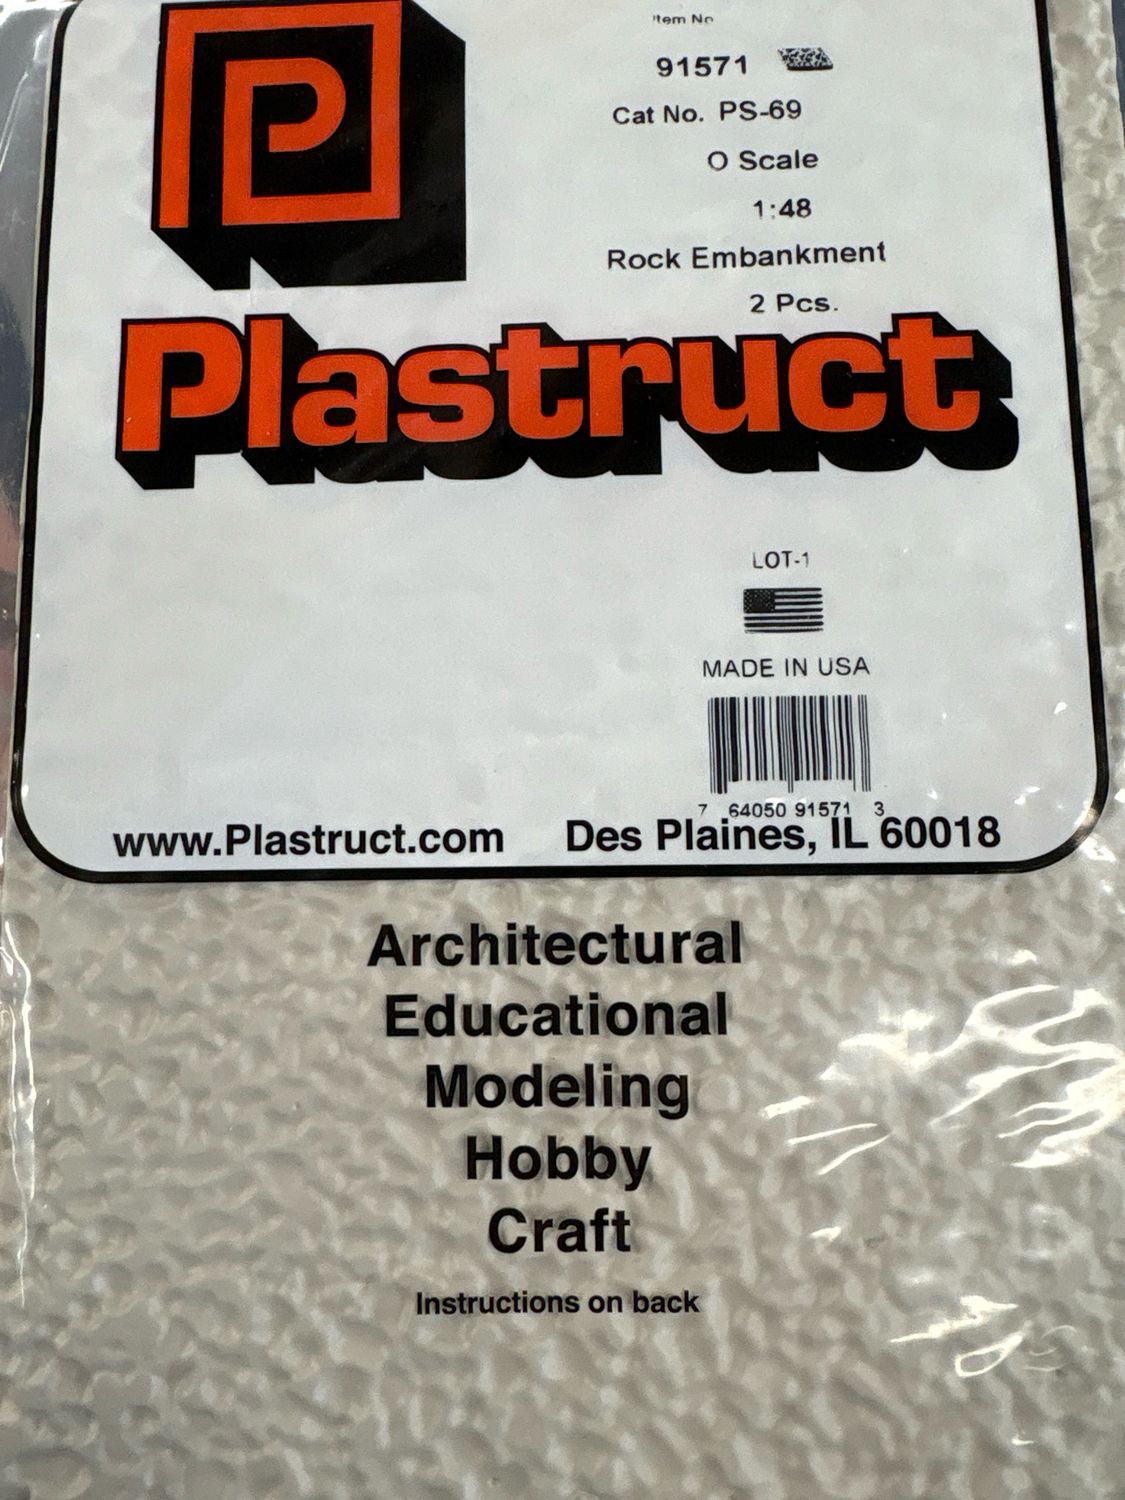 Item No
91571
Cat No. PS-69
O Scale
1:48
Rock Embankment
2 Pcs.
P
Plastruct
LOT-1
MADE IN USA
7 64050 91571 3
www.Plastruct.com Des Plaines, IL 60018
Architectural
Educational
Modeling
Hobby
Craft
Instructions on back